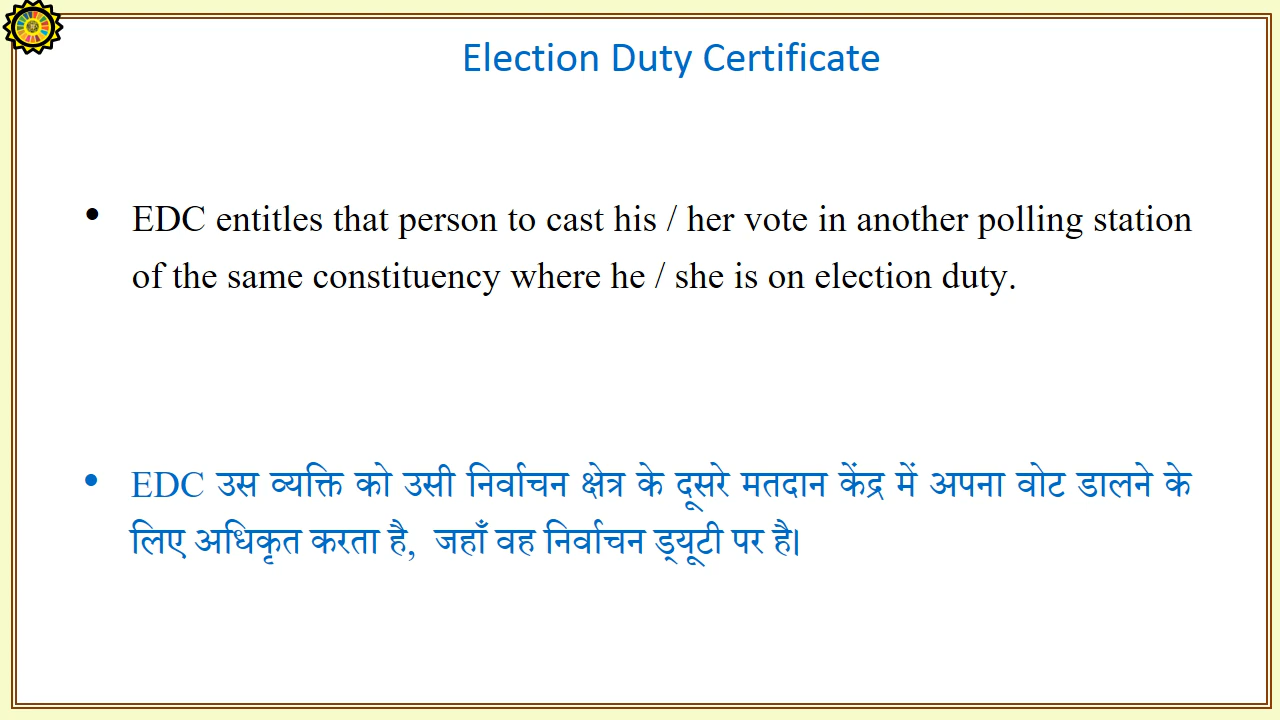 Election Duty Certificate
• EDC entitles that person to cast his / her vote in another polling station
of the same constituency where he / she is on election duty.
• EDC उस व्यक्ति को उसी निर्वाचन क्षेत्र के दूसरे मतदान केंद्र में अपना वोट डालने के
लिए अधिकृत करता है, जहाँ वह निर्वाचन ड्यूटी पर है।